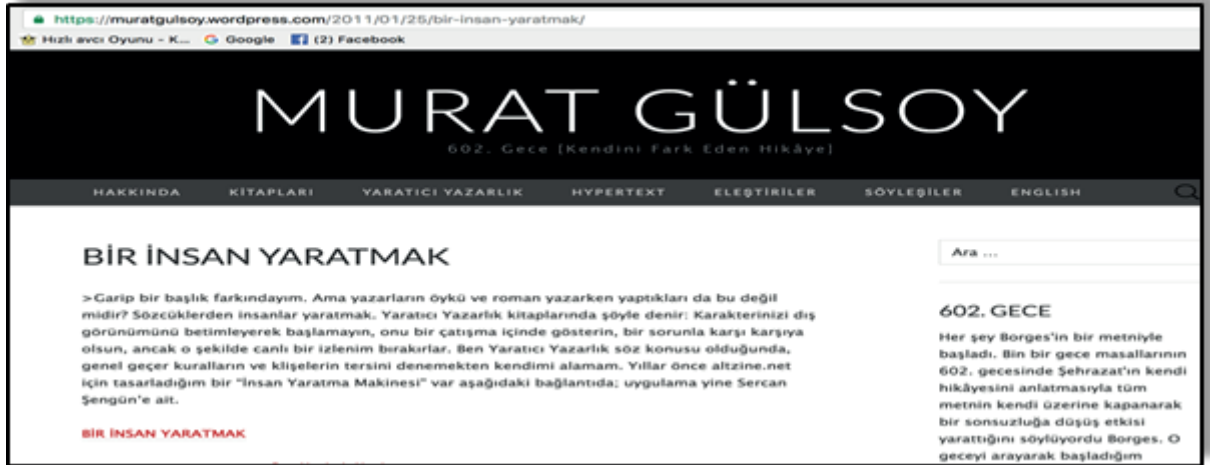 https://muratgulsoy.wordpress.com/2011/01/25/bir-insan-yaratmak/
Hızlı avcı Oyunu - K... Google (2) Facebook
MURAT GÜLSOY
602. Gece [Kendini Fark Eden Hikâye]
HAKKINDA KİTAPLARI YARATICI YAZARLIK HYPERTEXT ELEŞTİRİLER SÖYLEŞİLER ENGLISH
BİR İNSAN YARATMAK
>Garip bir başlık farkındayım. Ama yazarların öykü ve roman yazarken yaptıkları da bu değil
midir? Sözcüklerden insanlar yaratmak. Yaratıcı Yazarlık kitaplarında şöyle denir: Karakterinizi dış
görünümünü betimleyerek başlamayın, onu bir çatışma içinde gösterin, bir sorunla karşı karşıya
olsun, ancak o şekilde canlı bir izlenim bırakırlar. Ben Yaratıcı Yazarlık söz konusu olduğunda,
genel geçer kuralların ve klişelerin tersini denemekten kendimi alamam. Yıllar önce altzine.net
için tasarladığım bir "İnsan Yaratma Makinesi" var aşağıdaki bağlantıda; uygulama yine Sercan
Şengün'e ait.
BİR İNSAN YARATMAK
Ara ...
602. GECE
Her şey Borges'in bir metniyle
başladı. Bin bir gece masallarının
602. gecesinde Şehrazat'ın kendi
hikâyesini anlatmasıyla tüm
metnin kendi üzerine kapanarak
bir sonsuzluğa düşüş etkisi
yarattığını söylüyordu Borges. O
geceyi arayarak başladığım